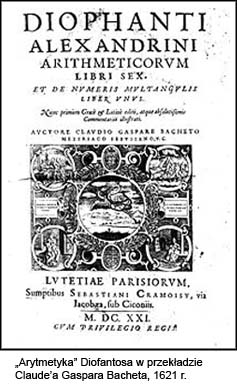 DIOPHANTI
ALEXANDRINI
ARITHMETICORVM
LIBRI SEX.
ET DE NVMERIS MVLTANGVLIS
LIBER VNVS.
Nunc primùm Græcè & Latinè editi, atque absolutissimis
Commentariis illustrati.
AVCTORE CLAVDIO GASPARE BACHETO
MEZIRIACO SEBVSIANO, V.C.
LVTETIAE PARISIORVM,
Sumptibus SEBASTIANI CRAMOISY, via
Iacobæa, sub Ciconiis.
M. DC. XXI.
CVM PRIVILEGIO REGIS
„Arytmetyka” Diofantosa w przekładzie
Claude'a Gaspara Bacheta, 1621 r.